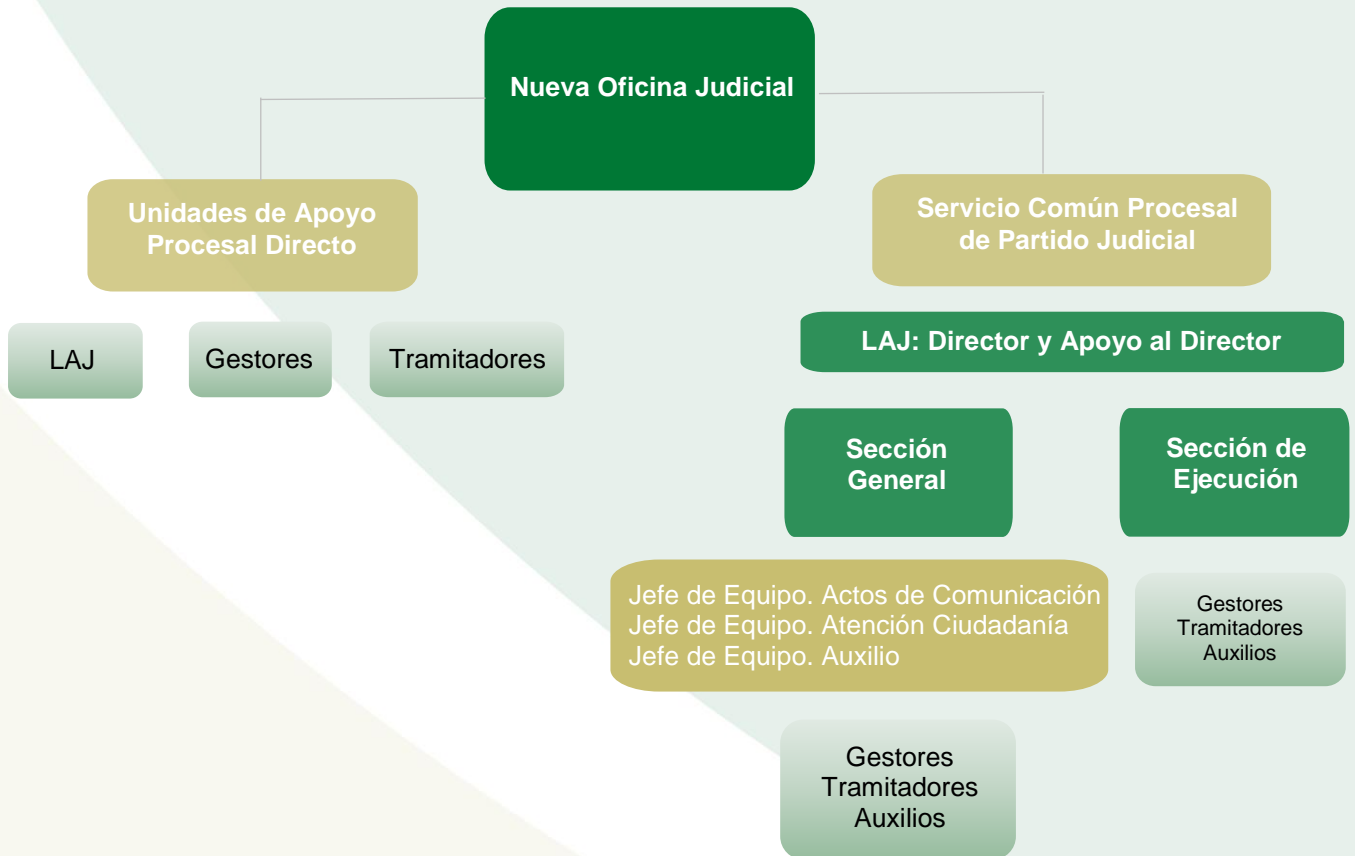 Nueva Oficina Judicial
Unidades de Apoyo
Procesal Directo
Servicio Común Procesal
de Partido Judicial
LAJ
Gestores
Tramitadores
LAJ: Director y Apoyo al Director
Sección
General
Sección de
Ejecución
Jefe de Equipo. Actos de Comunicación
Jefe de Equipo. Atención Ciudadanía
Jefe de Equipo. Auxilio
Gestores
Tramitadores
Auxilios
Gestores
Tramitadores
Auxilios